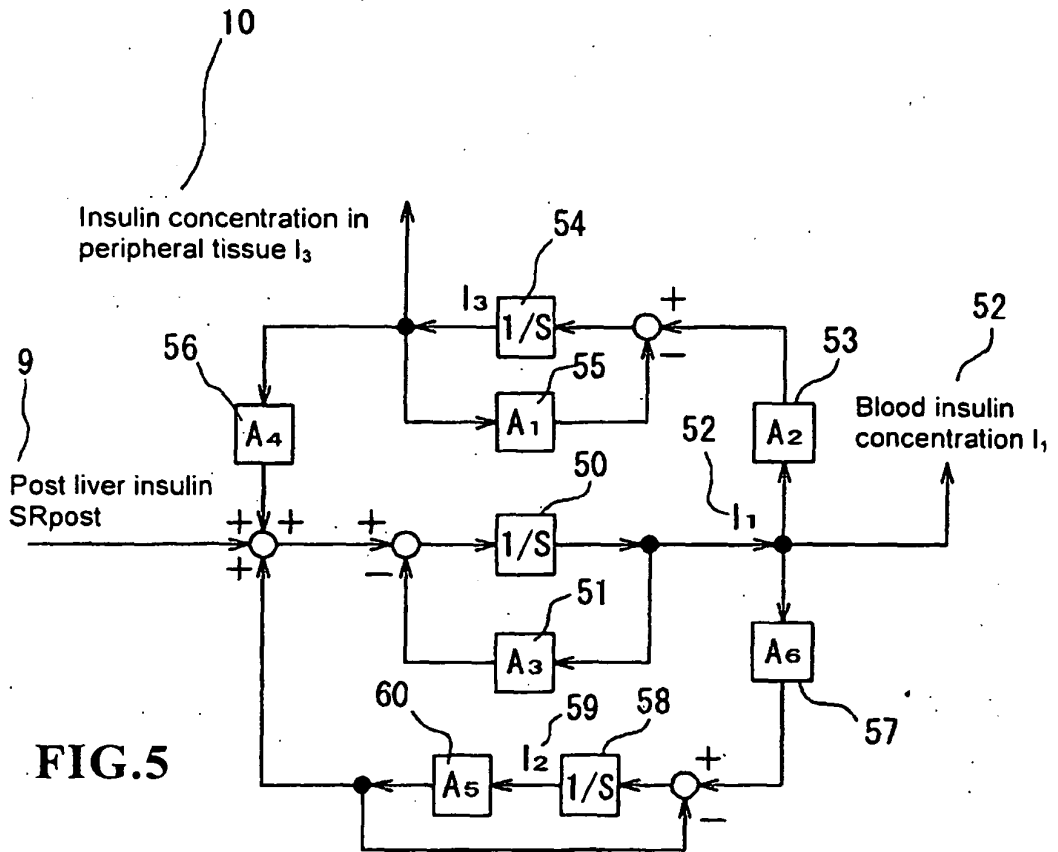 10
Insulin concentration in
peripheral tissue I₃
54
I₃
1/S
+
−
52
53
56
55
9
A₄
A₁
A₂
Blood insulin
concentration I₁
52
50
Post liver insulin
SRpost
+
+
+
+
−
1/S
I₁
51
A₃
A₆
57
60
59
58
FIG.5
A₅
I₂
1/S
+
−